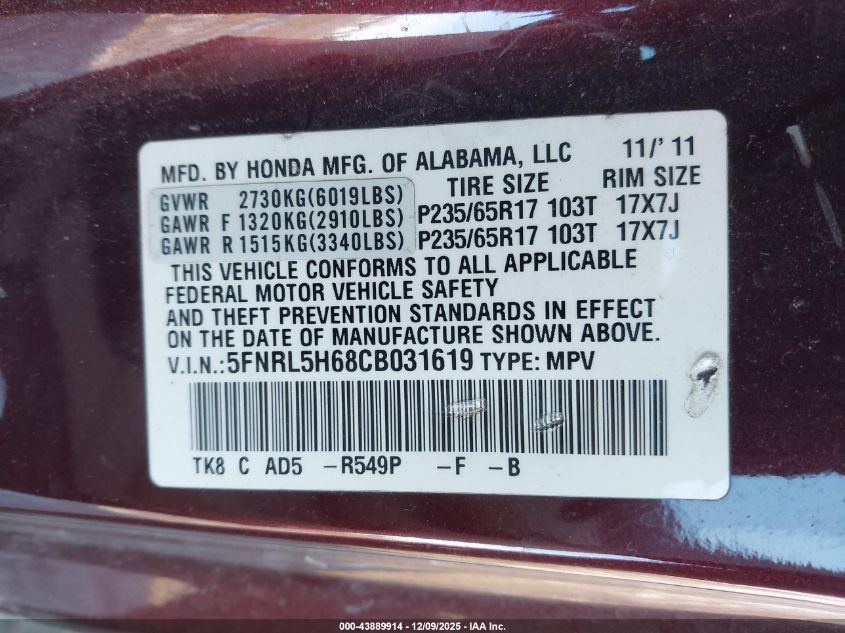 MFD. BY HONDA MFG. OF ALABAMA, LLC 11/' 11
GVWR 2730KG(6019LBS) TIRE SIZE RIM SIZE
GAWR F 1320KG(2910LBS) P235/65R17 103T 17X7J
GAWR R 1515KG(3340LBS) P235/65R17 103T 17X7J
THIS VEHICLE CONFORMS TO ALL APPLICABLE
FEDERAL MOTOR VEHICLE SAFETY
AND THEFT PREVENTION STANDARDS IN EFFECT
ON THE DATE OF MANUFACTURE SHOWN ABOVE.
V.I.N.:5FNRL5H68CB031619 TYPE: MPV
TK8 C AD5 -R549P -F -B
000-43889914 - 12/09/2025 - IAA Inc.